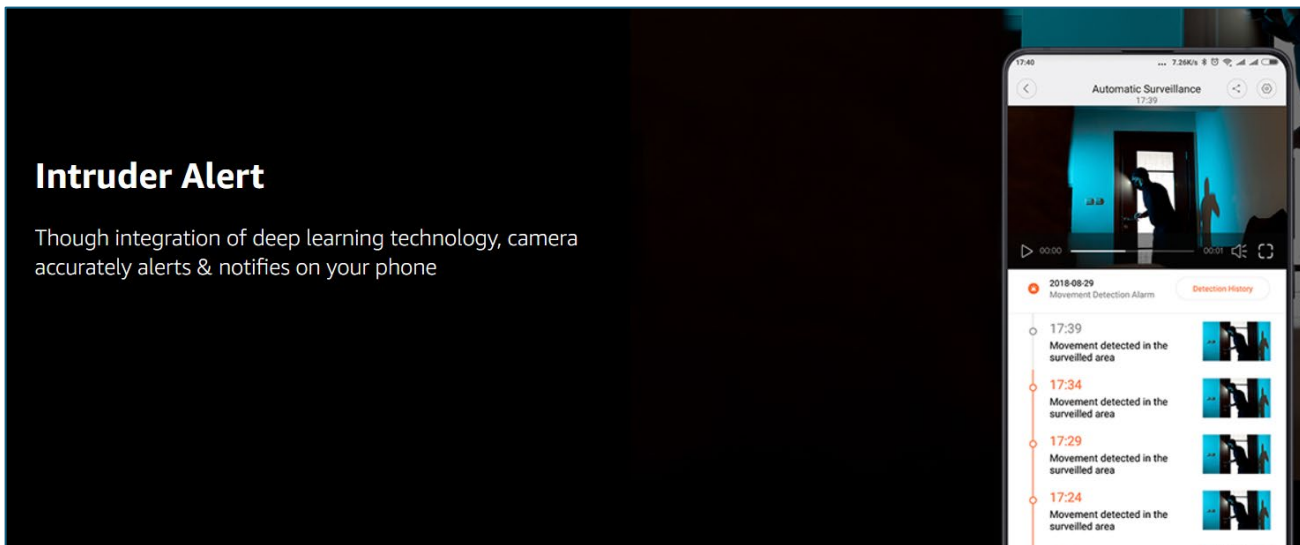 Intruder Alert
Though integration of deep learning technology, camera
accurately alerts & notifies on your phone
17:40
... 7.26K/s
Automatic Surveillance
17:39
00:00
00:01
2018-08-29
Movement Detection Alarm
Detection History
17:39
Movement detected in the
surveilled area
17:34
Movement detected in the
surveilled area
17:29
Movement detected in the
surveilled area
17:24
Movement detected in the
surveilled area